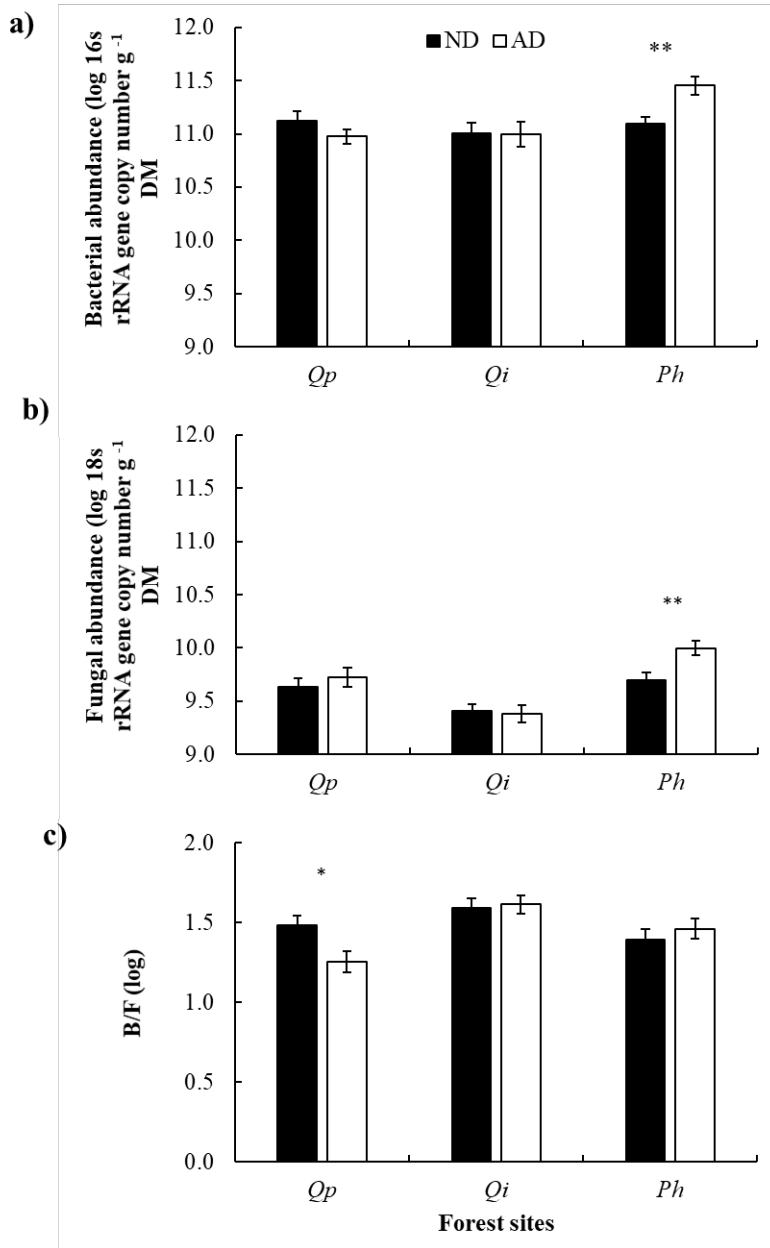 a)
Bacterial abundance (log 16s
rRNA gene copy number g -1
DM
12.0
11.5
11.0
10.5
10.0
9.5
9.0
ND AD
**
Qp Qi Ph
b)
Fungal abundance (log 18s
rRNA gene copy number g -1
DM
12.0
11.5
11.0
10.5
10.0
9.5
9.0
**
Qp Qi Ph
c)
B/F (log)
2.0
1.5
1.0
0.5
0.0
*
Qp Qi Ph
Forest sites